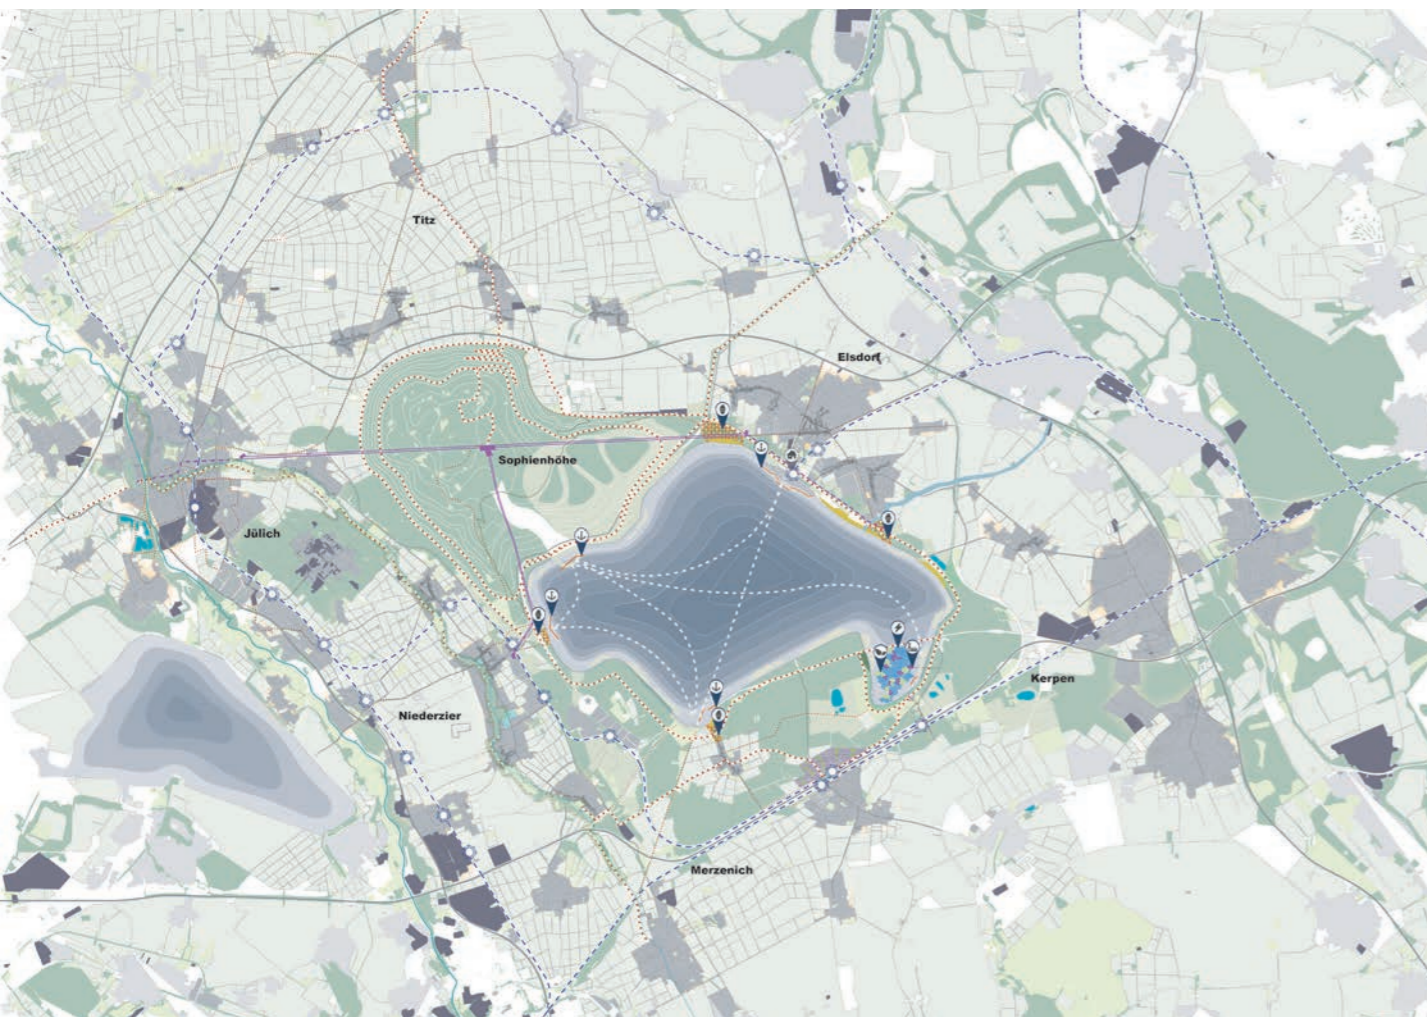 Titz
Elsdorf
Sophienhöhe
Jülich
Kerpen
Niederzier
Merzenich